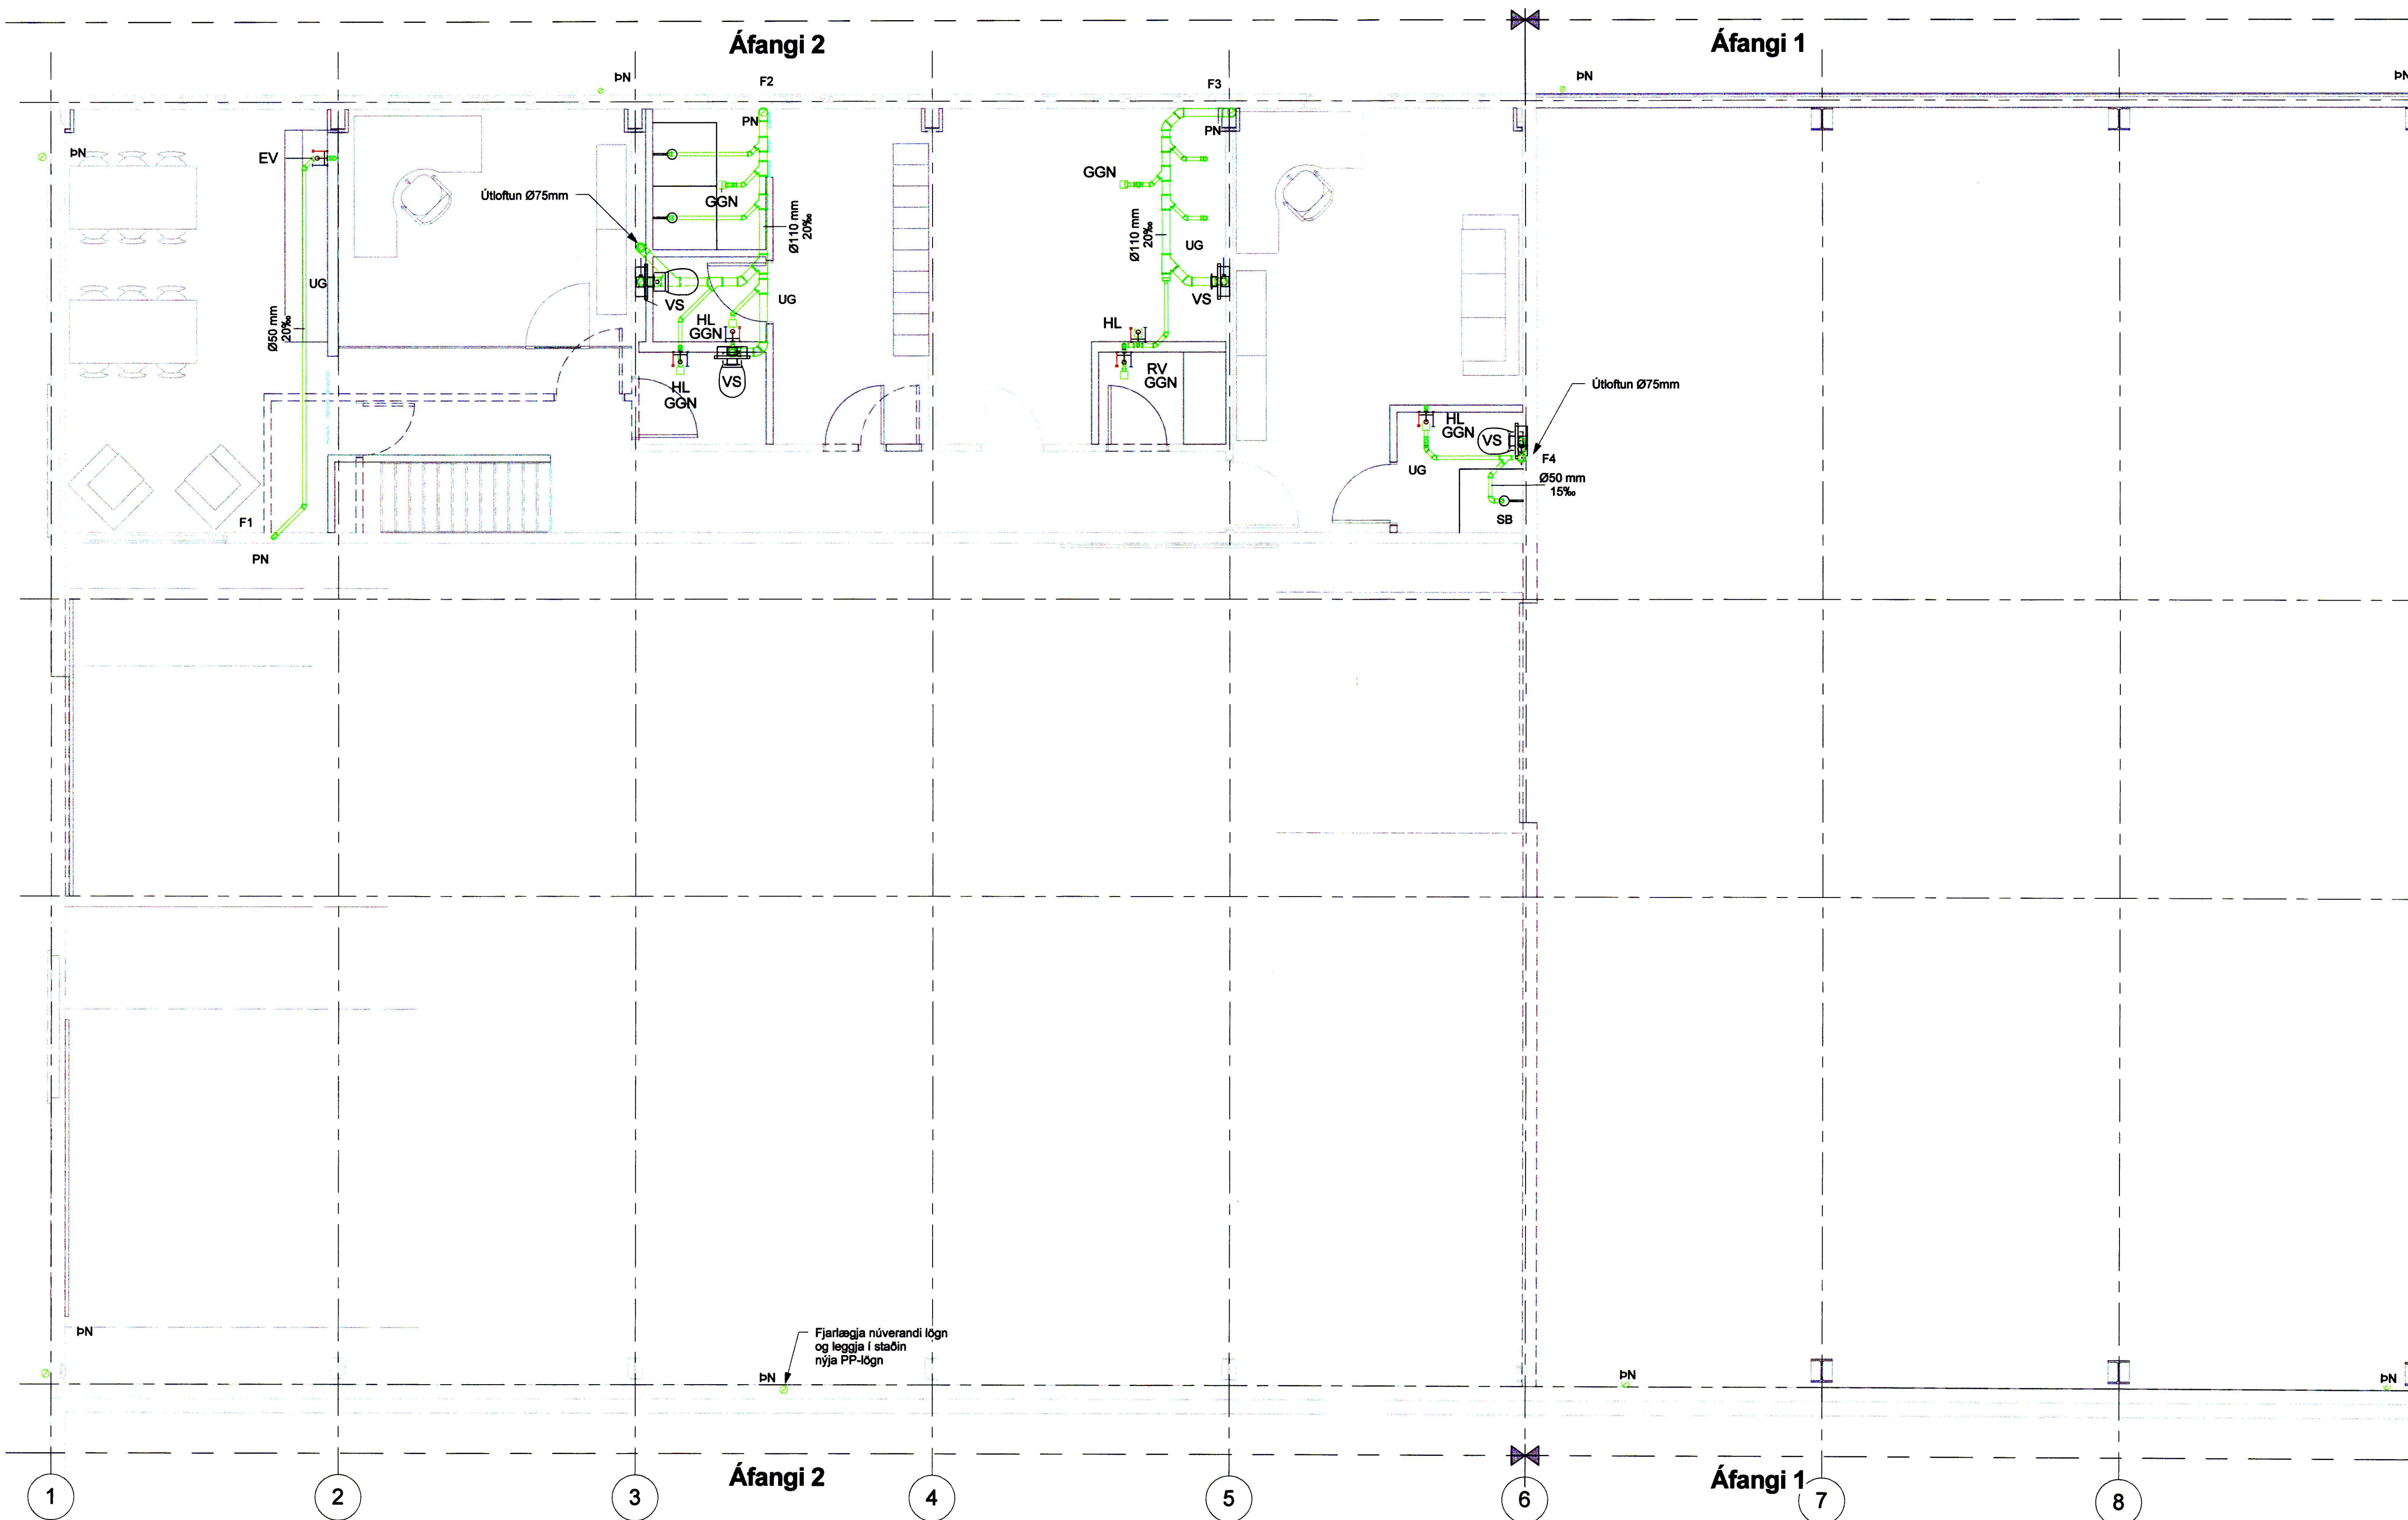 Áfangi 2
Áfangi 1
ÞN
F2
F3
ÞN
ÞN
PN
PN
ÞN
EV
GGN
Útloftun Ø75mm
GGN
Ø110 mm
20‰
Ø110 mm
20‰
UG
UG
UG
VS
VS
HL
GGN
HL
Ø50 mm
20‰
RV
GGN
VS
HL
GGN
Útloftun Ø75mm
HL
GGN
VS
F4
UG
Ø50 mm
15‰
SB
F1
PN
ÞN
Fjarlægja núverandi lögn
og leggja í staðin
nýja PP-lögn
ÞN
ÞN
ÞN
Áfangi 2
Áfangi 1
1
2
3
4
5
6
7
8